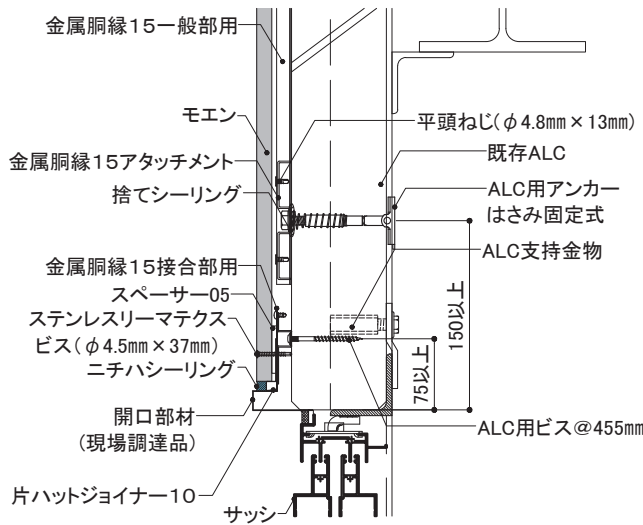 金属胴縁15一般部用
モエン
金属胴縁15アタッチメント
捨てシーリング
金属胴縁15接合部用
スペーサー05
ステンレスリーマテクス
ビス(φ4.5mm×37mm)
ニチハシーリング
開口部材
(現場調達品)
片ハットジョイナー10
サッシ
平頭ねじ(φ4.8mm×13mm)
既存ALC
ALC用アンカー
はさみ固定式
ALC支持金物
150以上
75以上
ALC用ビス@455mm